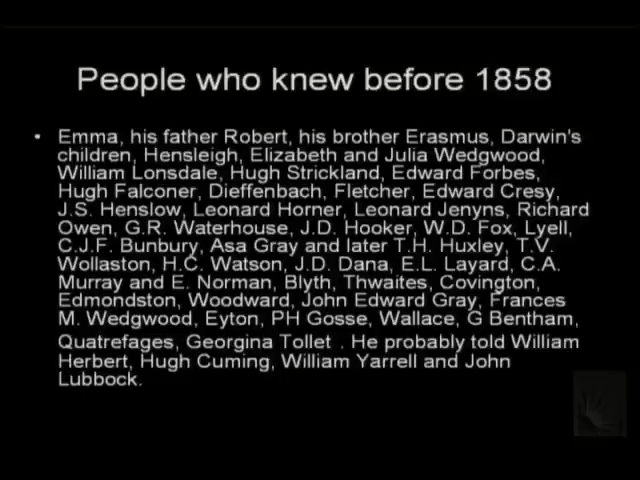 People who knew before 1858
• Emma, his father Robert, his brother Erasmus, Darwin's
children, Hensleigh, Elizabeth and Julia Wedgwood,
William Lonsdale, Hugh Strickland, Edward Forbes,
Hugh Falconer, Dieffenbach, Fletcher, Edward Cresy,
J.S. Henslow, Leonard Horner, Leonard Jenyns, Richard
Owen, G.R. Waterhouse, J.D. Hooker, W.D. Fox, Lyell,
C.J.F. Bunbury, Asa Gray and later T.H. Huxley, T.V.
Wollaston, H.C. Watson, J.D. Dana, E.L. Layard, C.A.
Murray and E. Norman, Blyth, Thwaites, Covington,
Edmondston, Woodward, John Edward Gray, Frances
M. Wedgwood, Eyton, PH Gosse, Wallace, G Bentham,
Quatrefages, Georgina Tollet . He probably told William
Herbert, Hugh Cuming, William Yarrell and John
Lubbock.